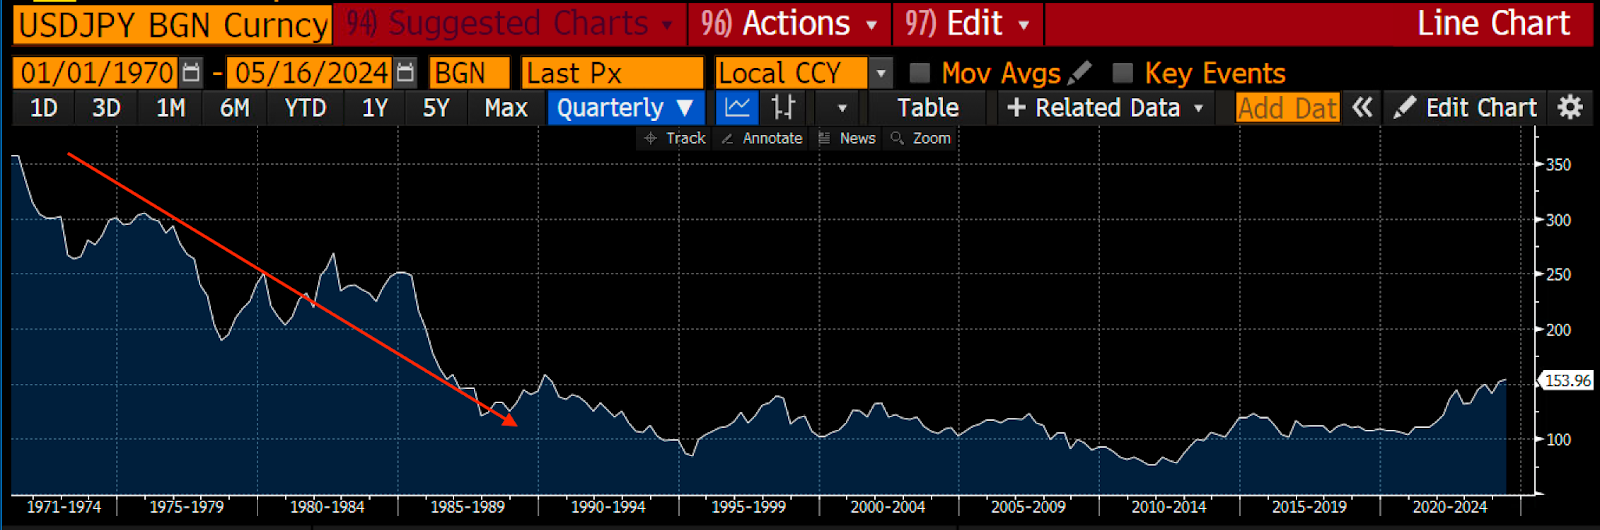 USDJPY BGN Curncy 94) Suggested Charts 96) Actions 97) Edit Line Chart
01/01/1970 - 05/16/2024 BGN Last Px Local CCY Mov Avgs Key Events
1D 3D 1M 6M YTD 1Y 5Y Max Quarterly ▼ Table + Related Data Add Dat « Edit Chart
Track Annotate News Zoom
350
300
250
200
153.96
100
1971-1974 1975-1979 1980-1984 1985-1989 1990-1994 1995-1999 2000-2004 2005-2009 2010-2014 2015-2019 2020-2024